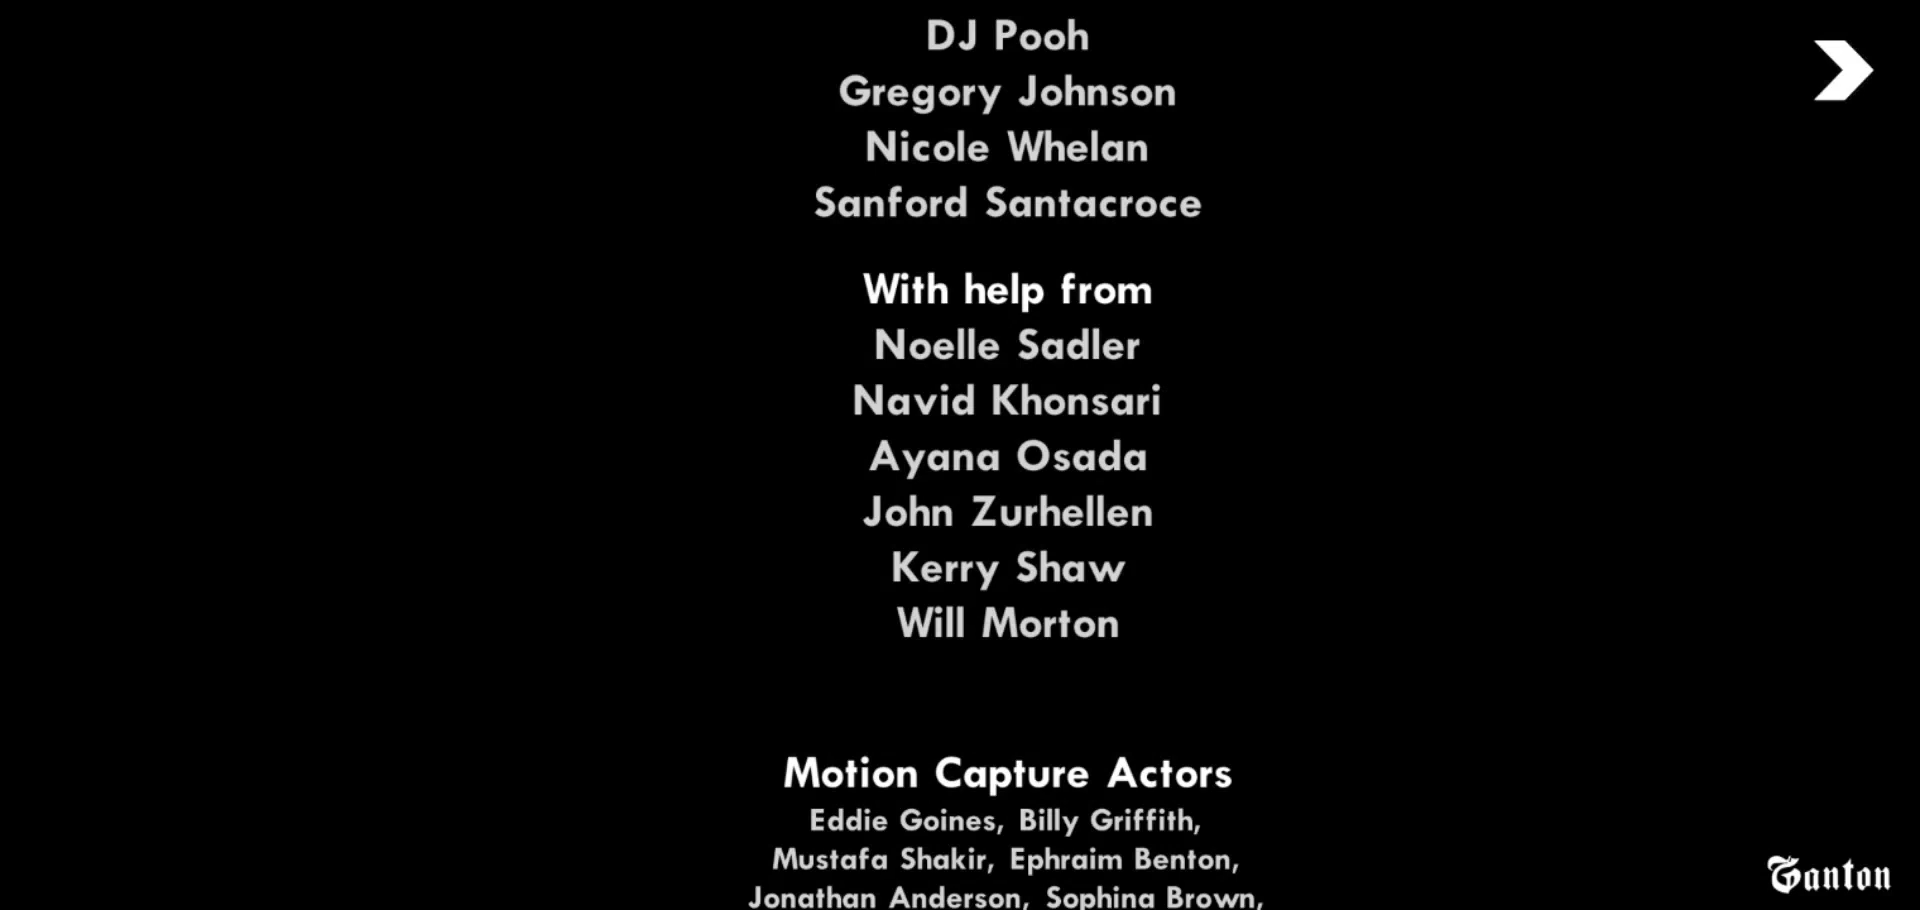 DJ Pooh
Gregory Johnson
Nicole Whelan
Sanford Santacroce
With help from
Noelle Sadler
Navid Khonsari
Ayana Osada
John Zurhellen
Kerry Shaw
Will Morton
Motion Capture Actors
Eddie Goines, Billy Griffith,
Mustafa Shakir, Ephraim Benton,
Jonathan Anderson, Sophina Brown,
Ganton